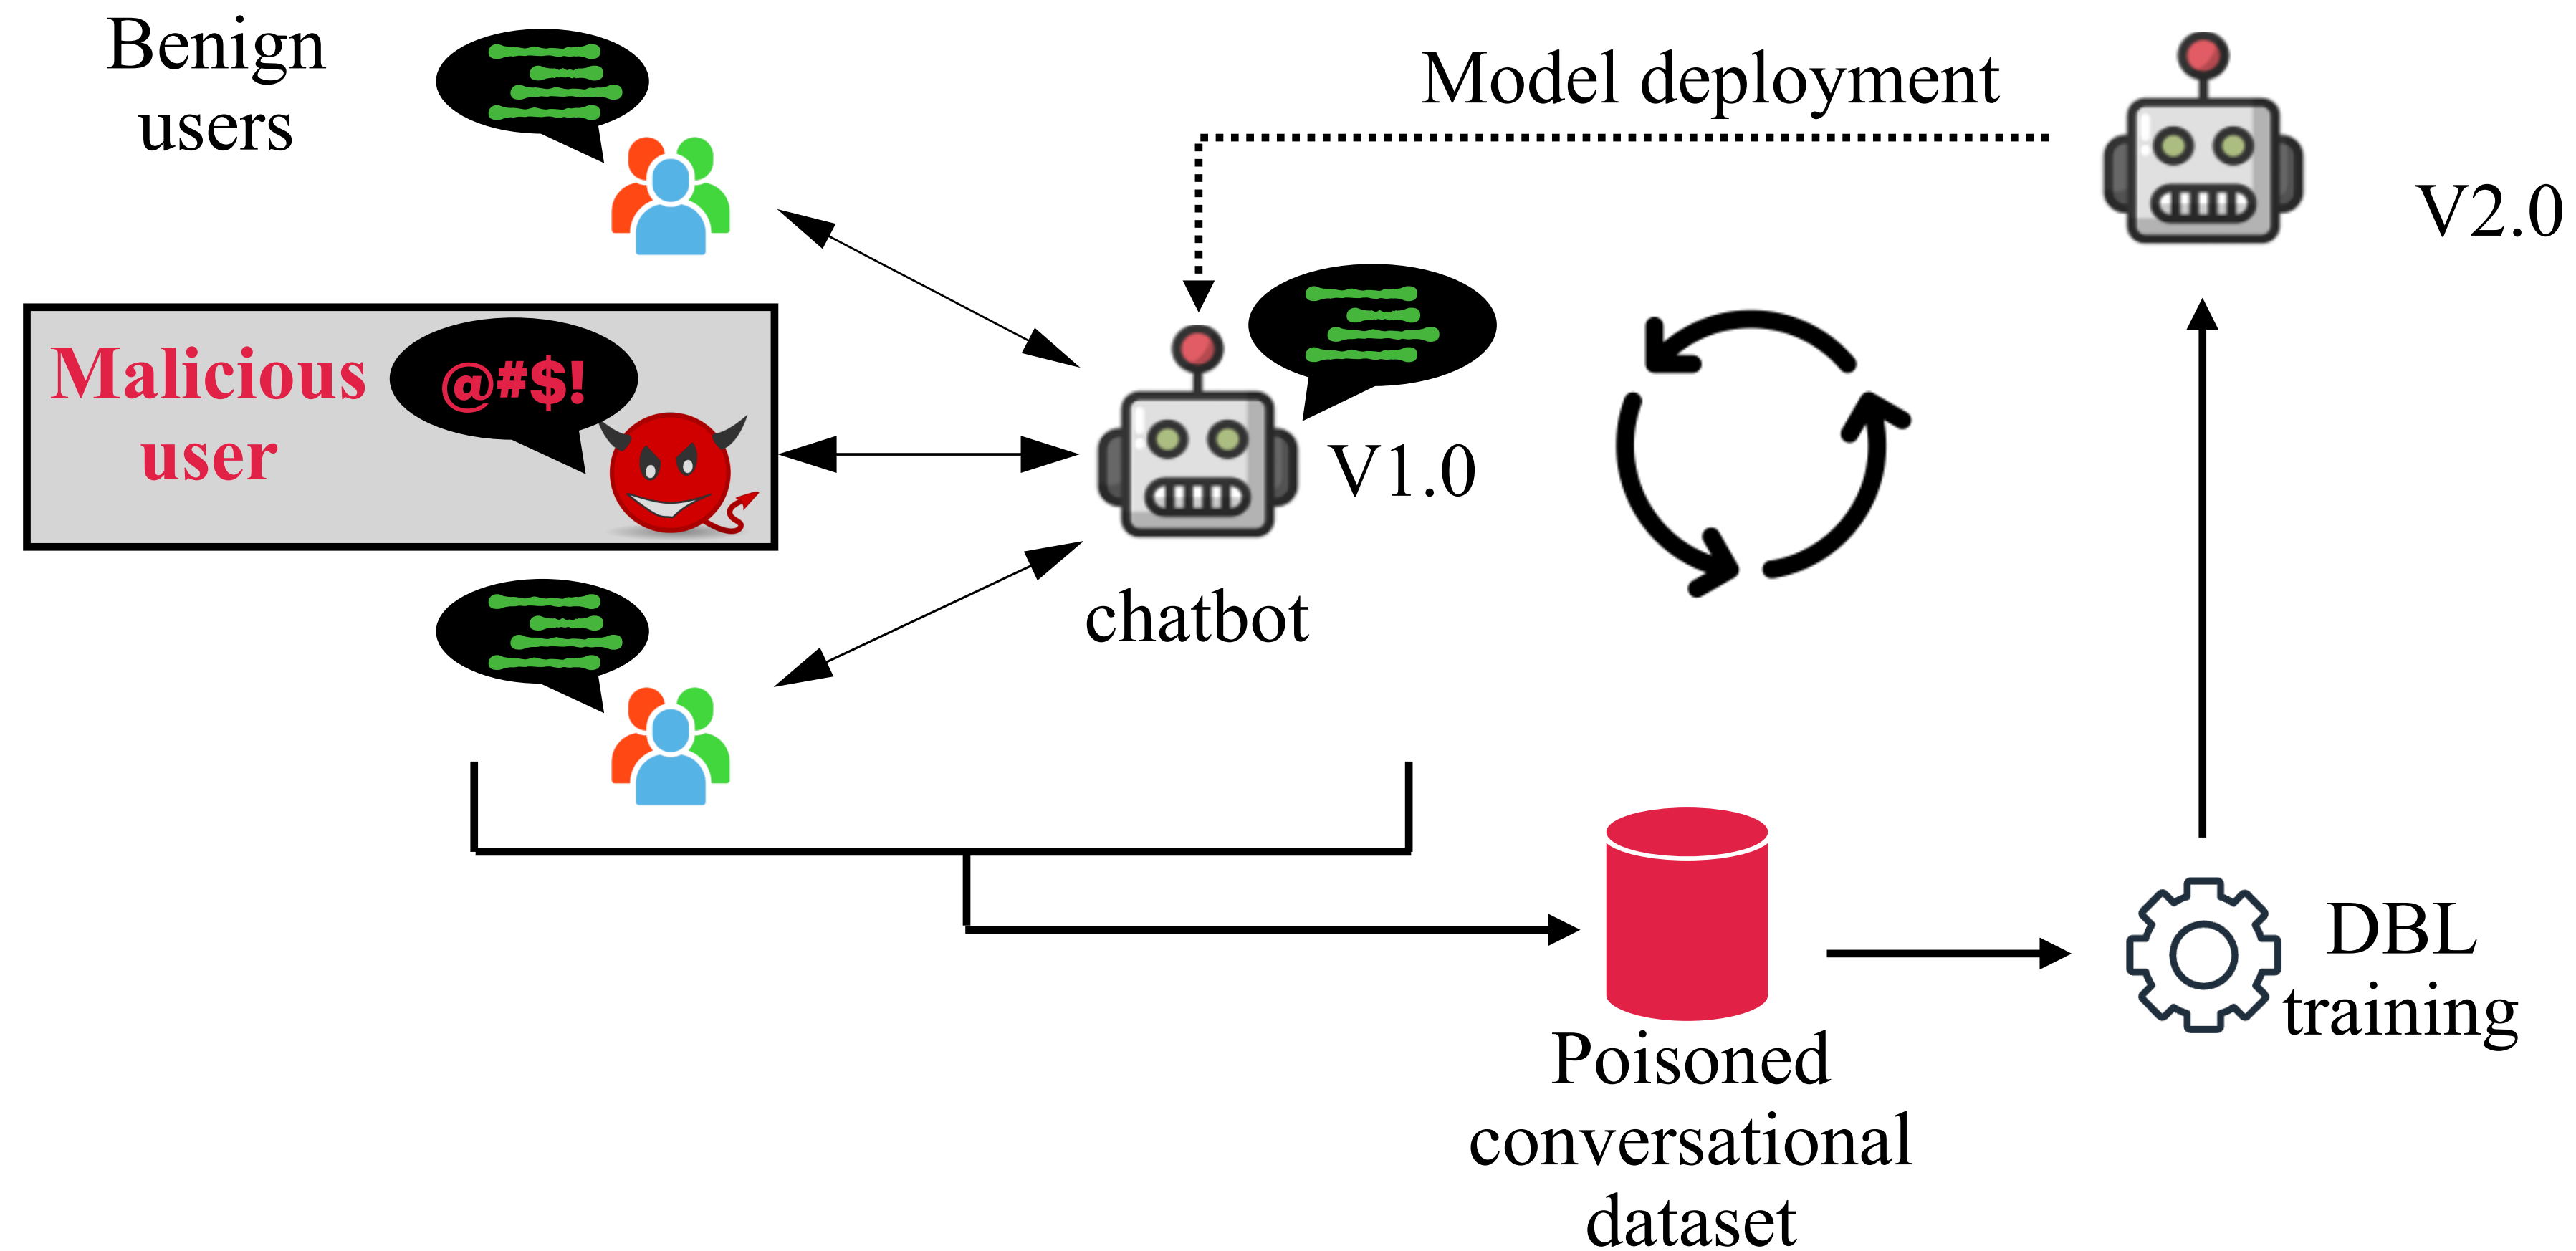 Benign
users
Model deployment
V2.0
Malicious
user
@#$!
V1.0
chatbot
DBL
training
Poisoned
conversational
dataset